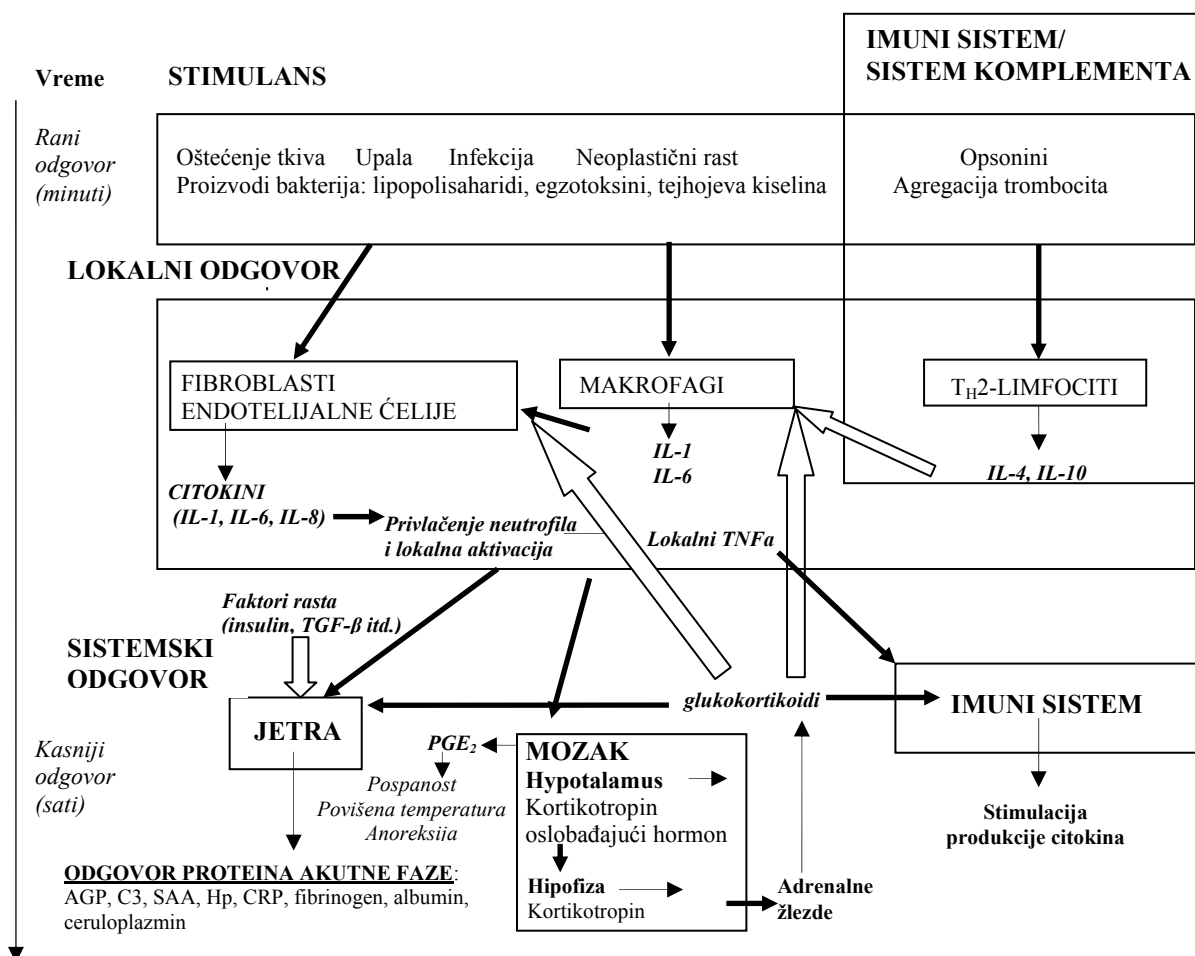 Vreme
STIMULANS
IMUNI SISTEM/
SISTEM KOMPLEMENTA
Rani
odgovor
(minuti)
Oštećenje tkiva Upala Infekcija Neoplastični rast
Proizvodi bakterija: lipopolisaharidi, egzotoksini, tejhojeva kiselina
Opsonini
Agregacija trombocita
LOKALNI ODGOVOR
FIBROBLASTI
ENDOTELIJALNE ĆELIJE
MAKROFAGI
TH2-LIMFOCITI
IL-1
IL-6
IL-4, IL-10
CITOKINI
(IL-1, IL-6, IL-8)
Privlačenje neutrofila
i lokalna aktivacija
Lokalni TNFa
Faktori rasta
(insulin, TGF-β itd.)
SISTEMSKI
ODGOVOR
JETRA
glukokortikoidi
IMUNI SISTEM
Kasniji
odgovor
(sati)
PGE2
Pospanost
Povišena temperatura
Anoreksija
MOZAK
Hypotalamus
Kortikotropin
oslobađajući hormon
Hipofiza
Kortikotropin
Adrenalne
žlezde
Stimulacija
produkcije citokina
ODGOVOR PROTEINA AKUTNE FAZE:
AGP, C3, SAA, Hp, CRP, fibrinogen, albumin,
ceruloplazmin